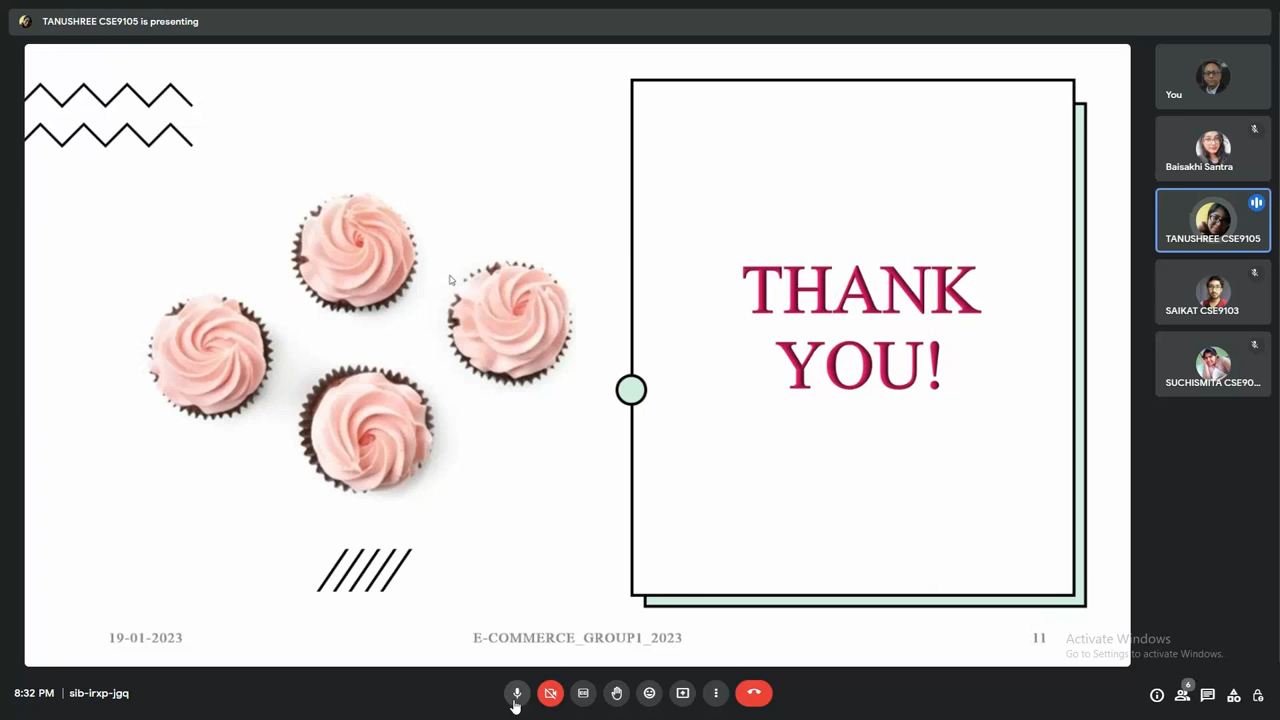 TANUSHREE CSE9105 is presenting
You
Baisakhi Santra
TANUSHREE CSE9105
SAIKAT CSE9103
SUCHISMITA CSE90...
THANK
YOU!
19-01-2023
E-COMMERCE_GROUP1_2023
11
Activate Windows
Go to Settings to activate Windows.
8:32 PM | sib-irxp-jgq
6